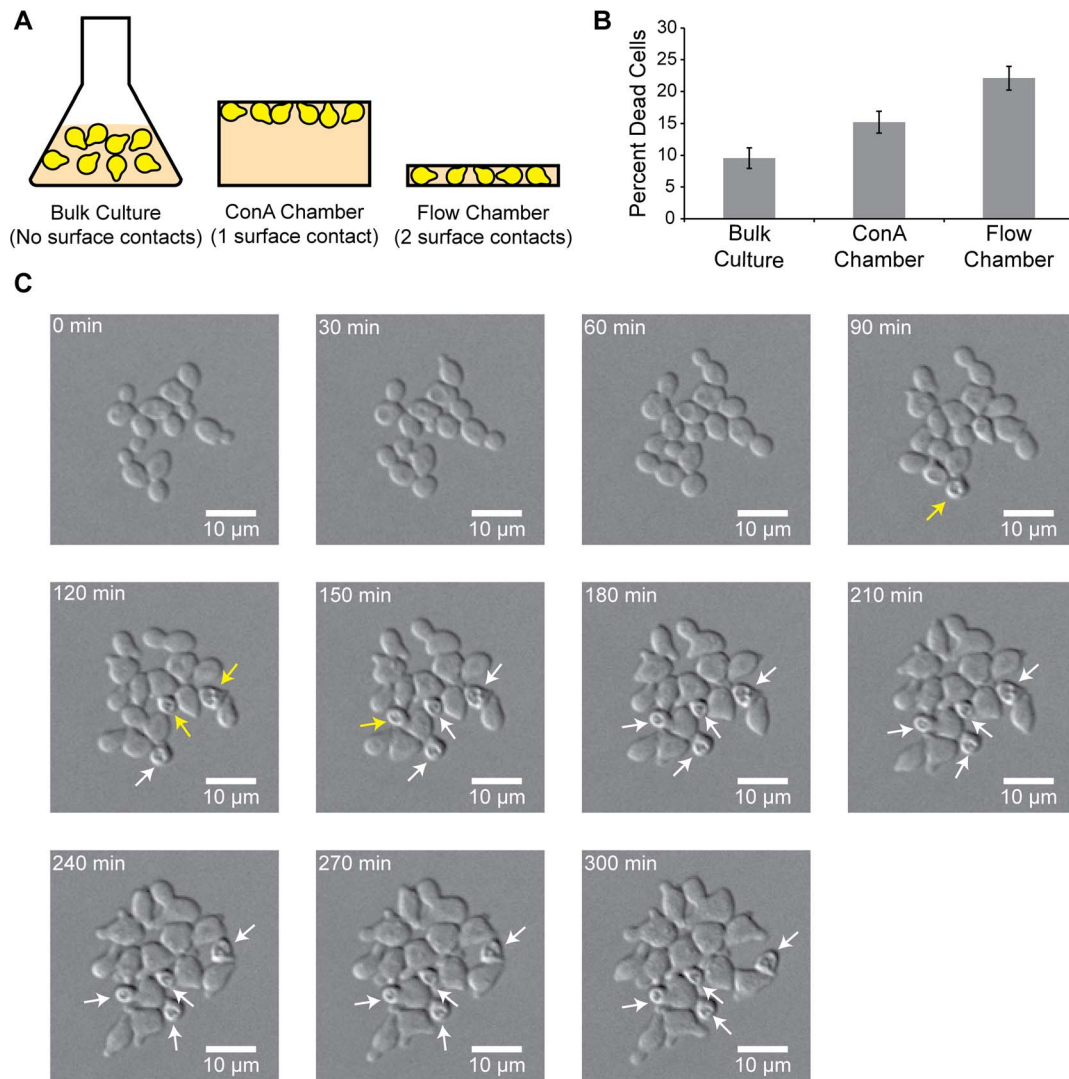 A
Bulk Culture
(No surface contacts)
ConA Chamber
(1 surface contact)
Flow Chamber
(2 surface contacts)
B
Percent Dead Cells
30
25
20
15
10
5
0
Bulk
Culture
ConA
Chamber
Flow
Chamber
C
0 min
10 µm
30 min
10 µm
60 min
10 µm
90 min
10 µm
120 min
10 µm
150 min
10 µm
180 min
10 µm
210 min
10 µm
240 min
10 µm
270 min
10 µm
300 min
10 µm